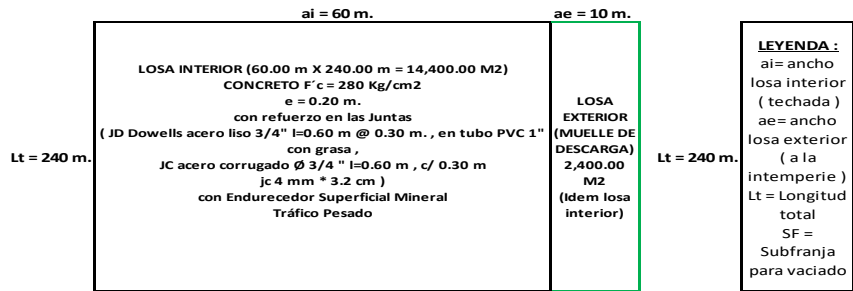 ai = 60 m.
ae = 10 m.
LOSA INTERIOR (60.00 m X 240.00 m = 14,400.00 M2)
CONCRETO F´c = 280 Kg/cm2
e = 0.20 m.
con refuerzo en las Juntas
( JD Dowells acero liso 3/4" l=0.60 m @ 0.30 m. , en tubo PVC 1"
con grasa ,
JC acero corrugado Ø 3/4 " l=0.60 m , c/ 0.30 m
jc 4 mm * 3.2 cm )
con Endurecedor Superficial Mineral
Tráfico Pesado
Lt = 240 m.
LOSA
EXTERIOR
(MUELLE DE
DESCARGA)
2,400.00
M2
(Idem losa
interior)
Lt = 240 m.
LEYENDA :
ai= ancho
losa interior
( techada )
ae= ancho
losa exterior
( a la
intemperie )
Lt = Longitud
total
SF =
Subfranja
para vaciado